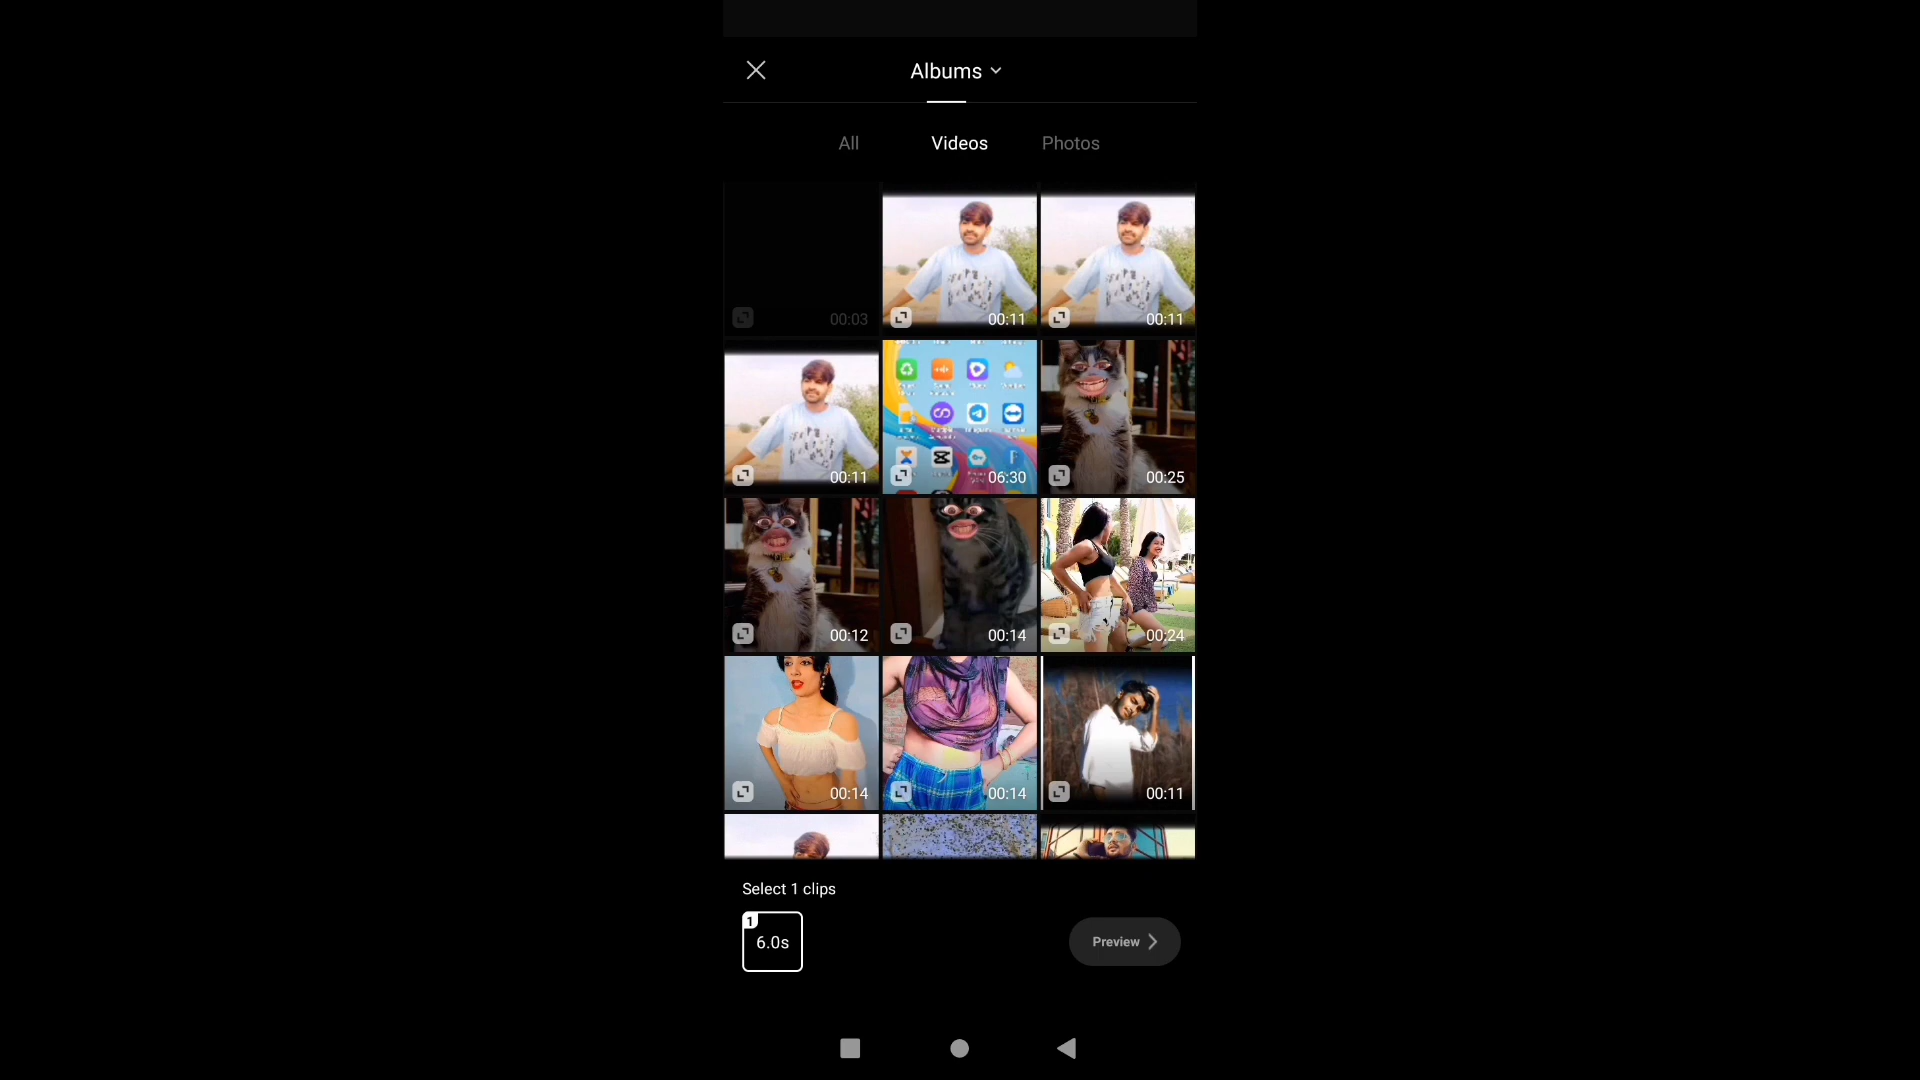 Albums
All Videos Photos
00:03 00:11 00:11
00:11 06:30 00:25
00:12 00:14 00:24
00:14 00:14 00:11
Select 1 clips
1
6.0s
Preview